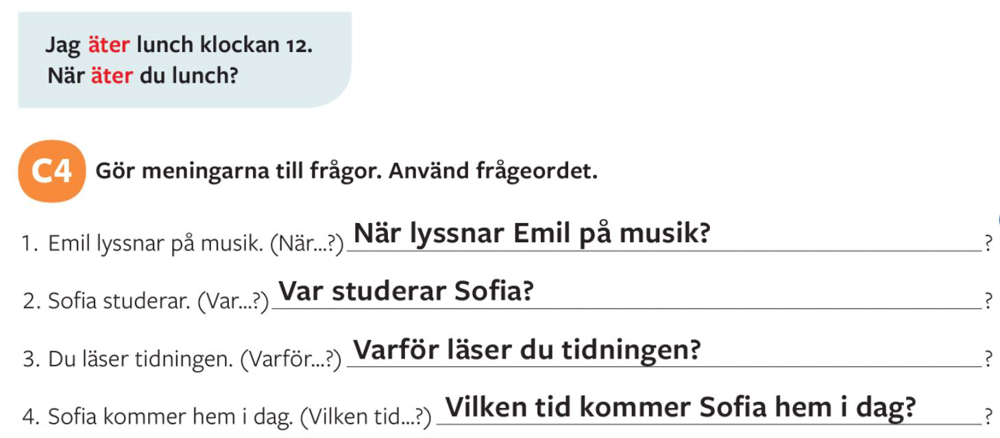 Jag äter lunch klockan 12.
När äter du lunch?
C4 Gör meningarna till frågor. Använd frågeordet.
1. Emil lyssnar på musik. (När...?) När lyssnar Emil på musik? ?
2. Sofia studerar. (Var...?) Var studerar Sofia? ?
3. Du läser tidningen. (Varför...?) Varför läser du tidningen? ?
4. Sofia kommer hem i dag. (Vilken tid...?) Vilken tid kommer Sofia hem i dag? ?